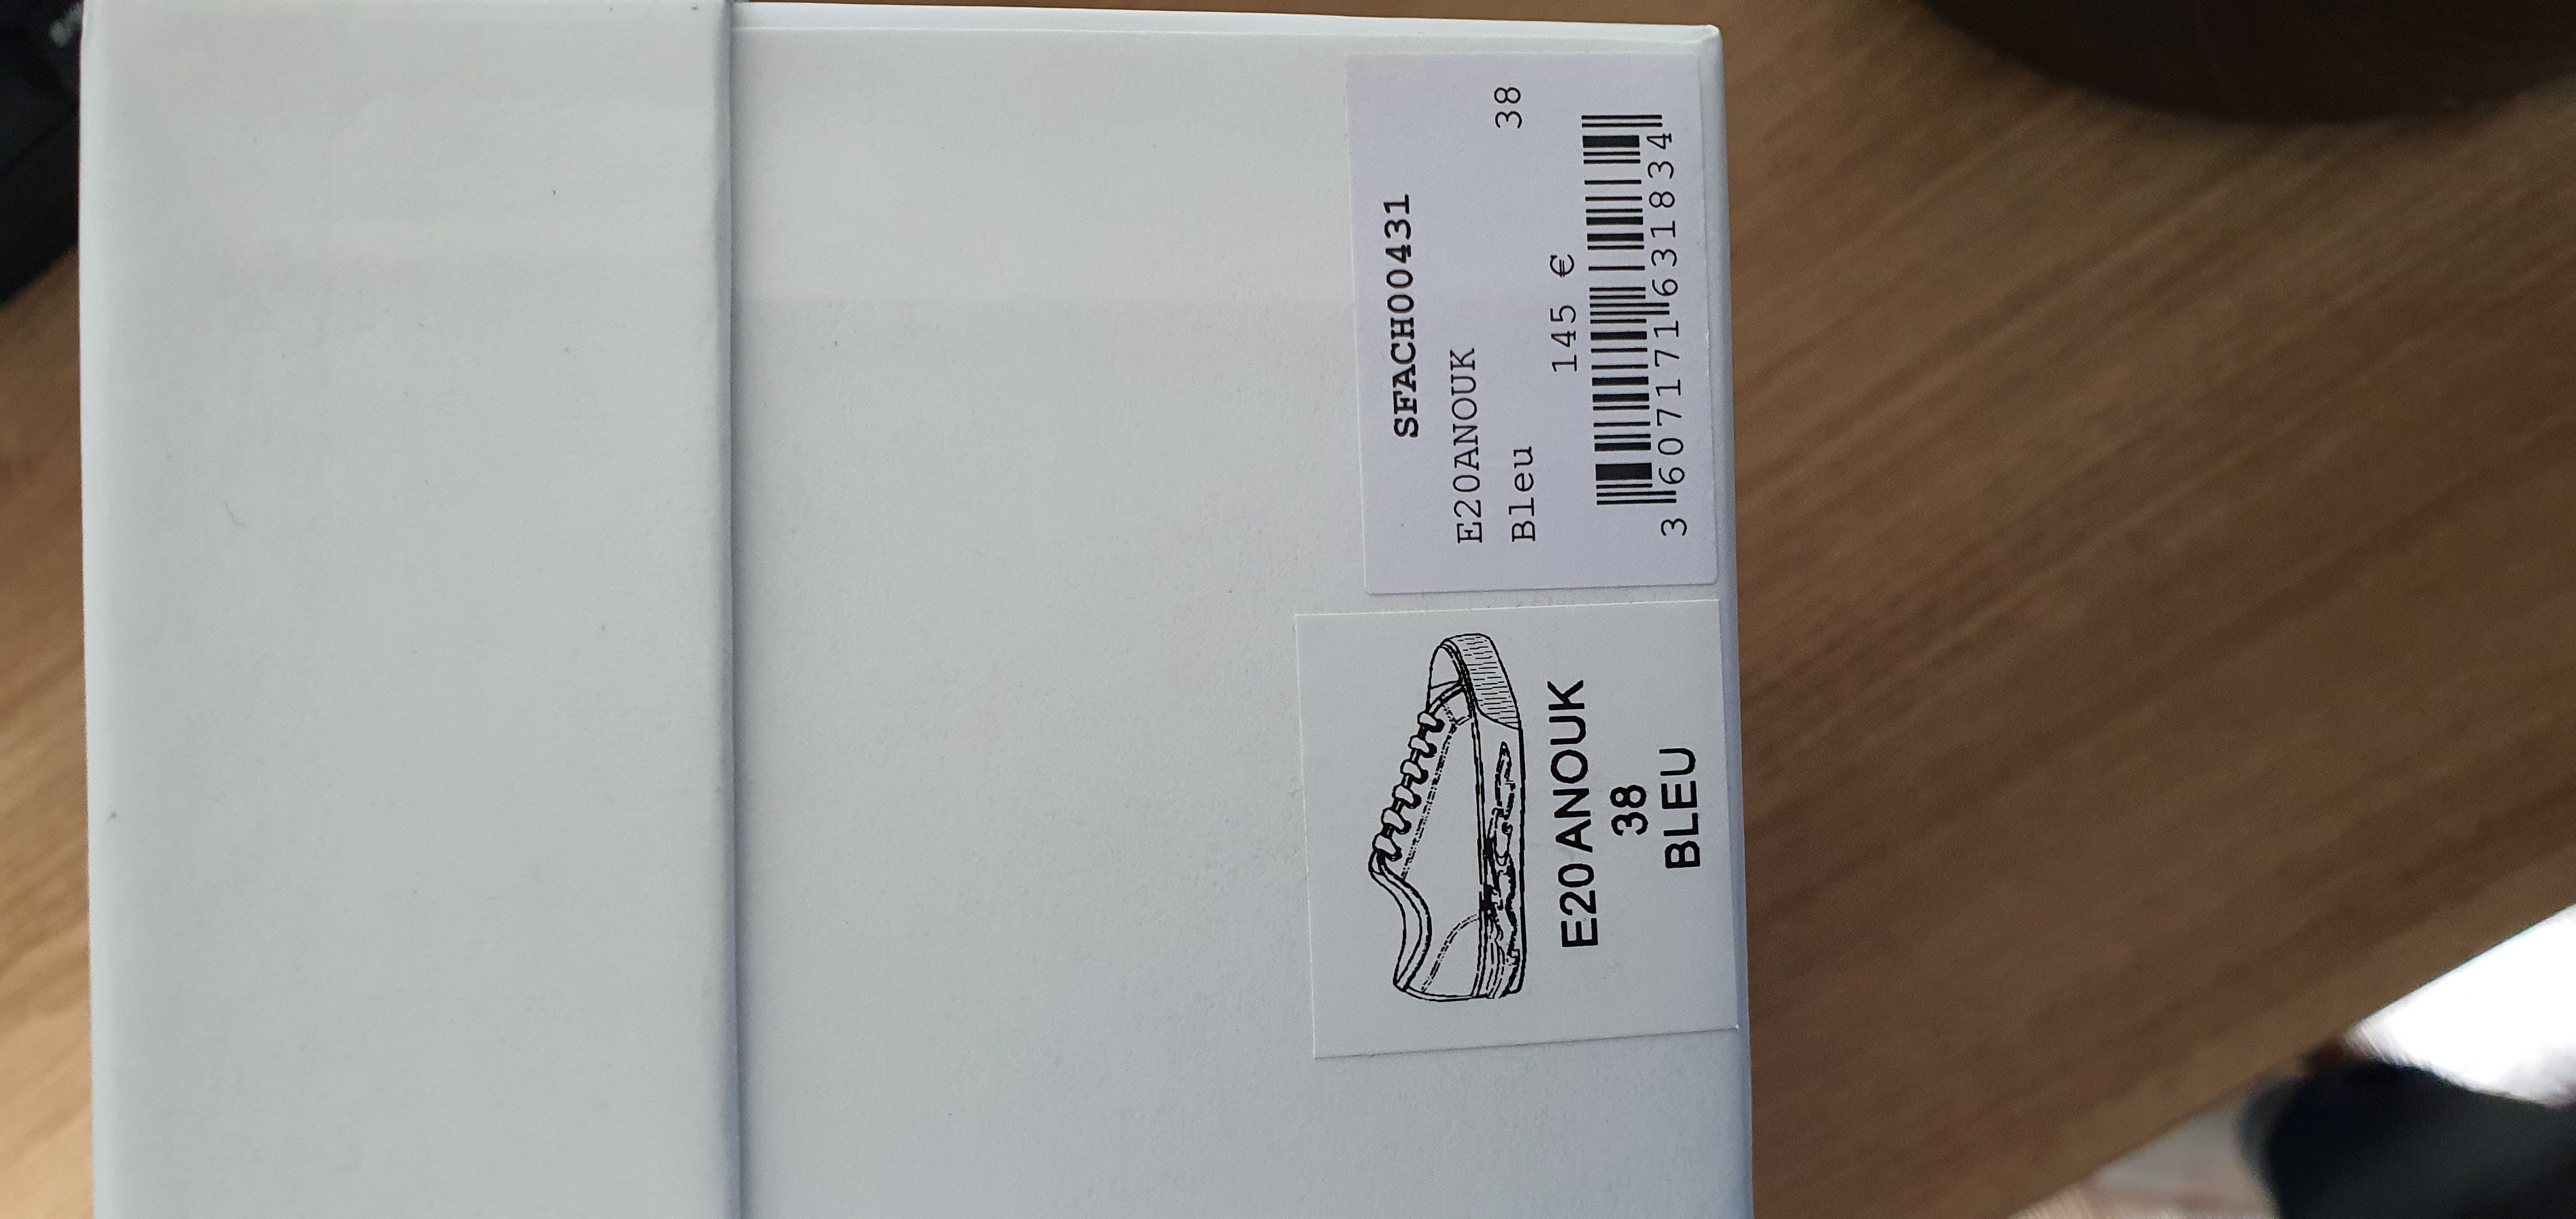 SFACH00431
E20ANOUK
Bleu 38
145 €
3 607171 631834
E20 ANOUK
38
BLEU